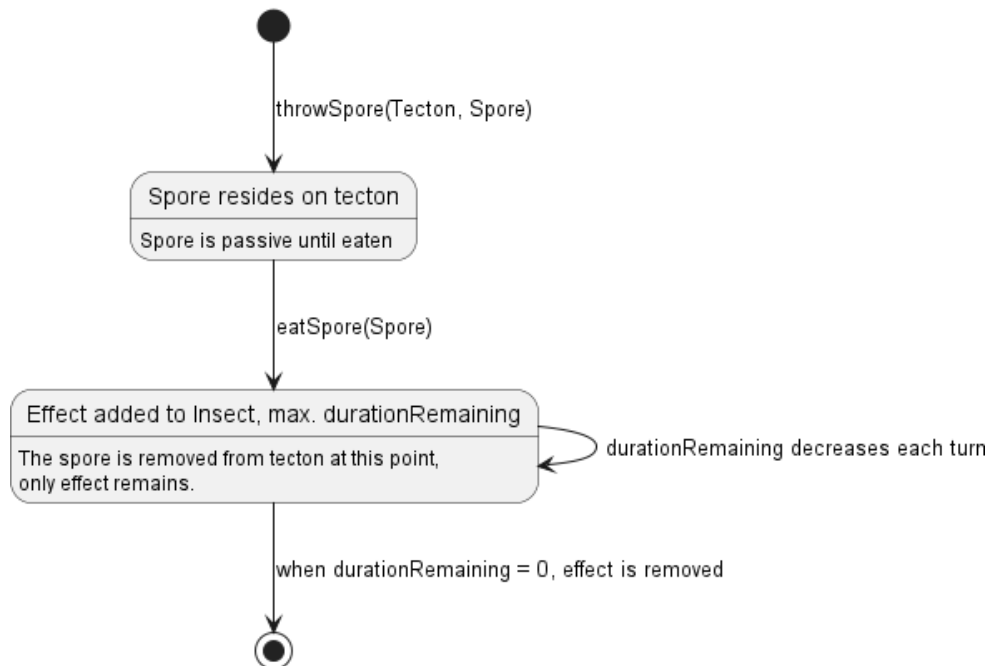 throwSpore(Tecton, Spore)
Spore resides on tecton
Spore is passive until eaten
eatSpore(Spore)
Effect added to Insect, max. durationRemaining
The spore is removed from tecton at this point,
only effect remains.
durationRemaining decreases each turn
when durationRemaining = 0, effect is removed